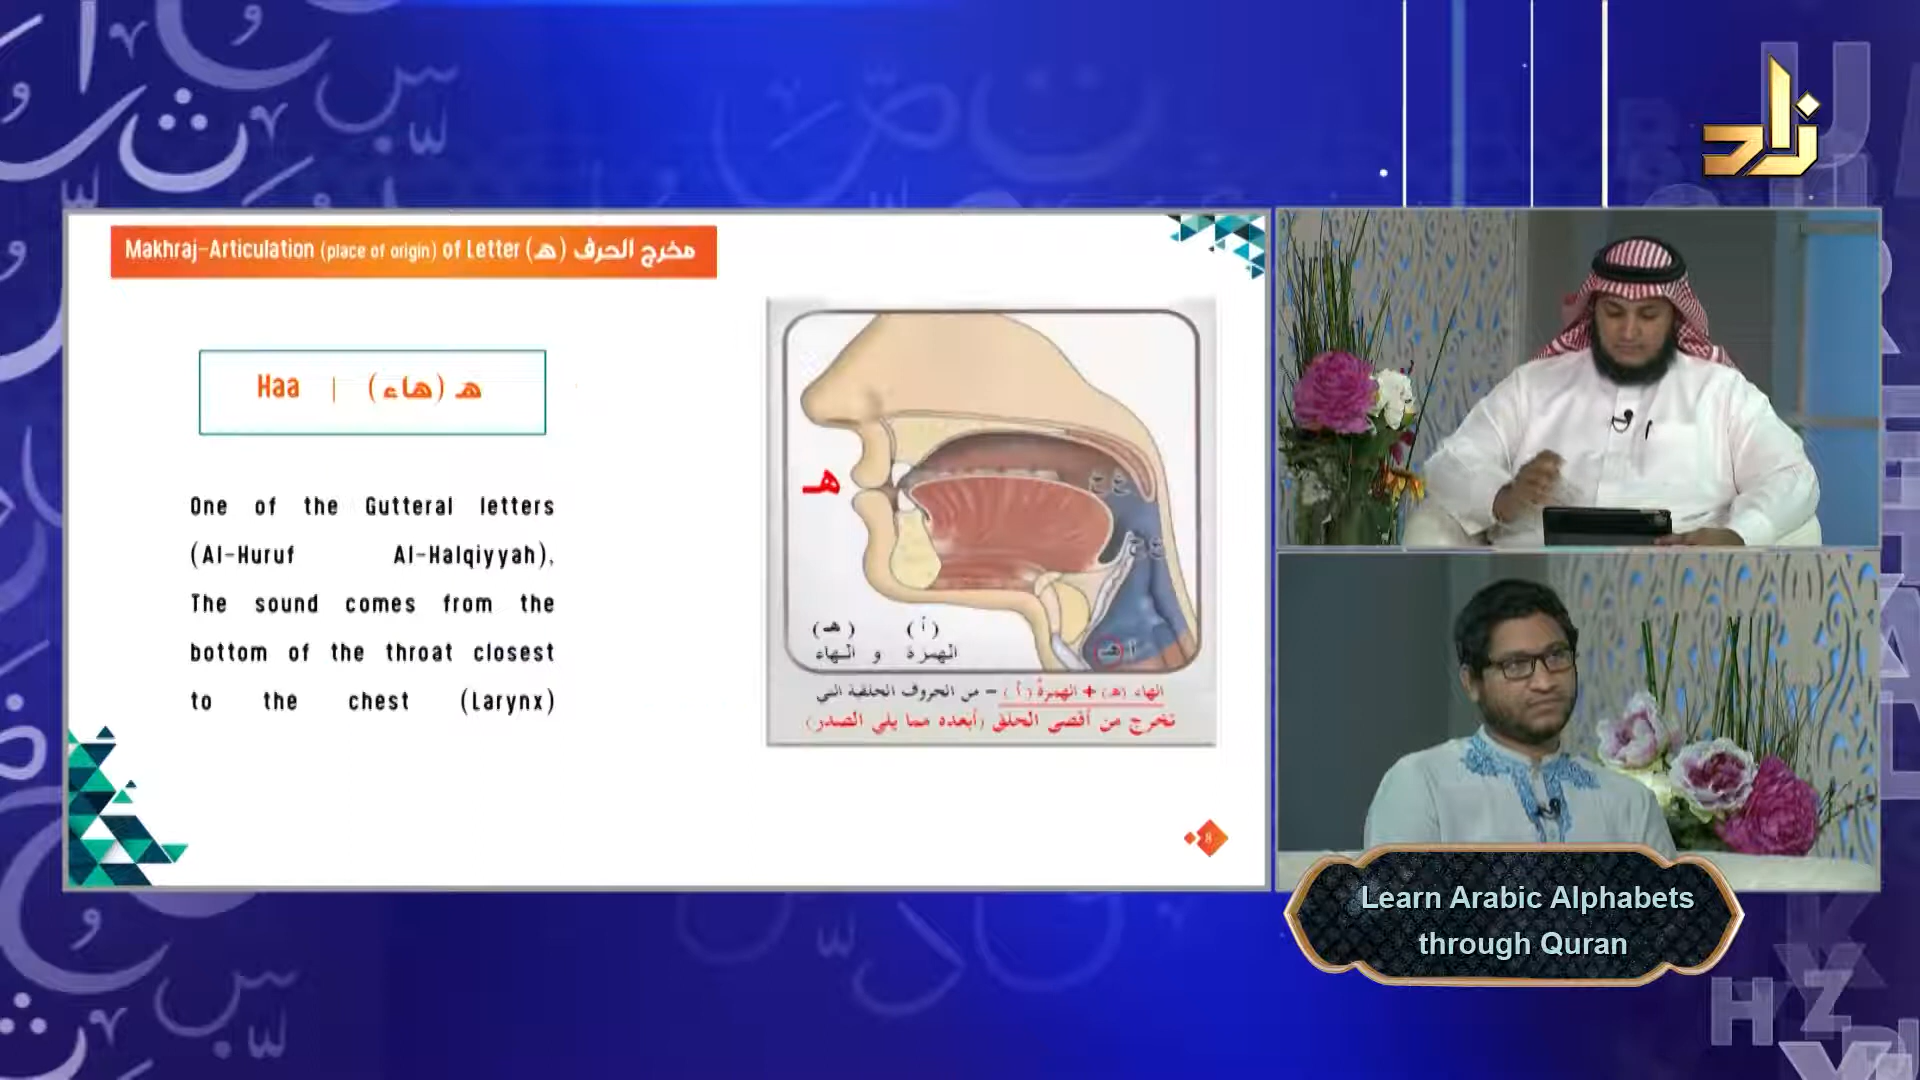 زاد
Makhraj-Articulation (place of origin) of Letter (هـ) مخرج الحرف
Haa | هـ (هاء)
One of the Gutteral letters
(Al-Huruf Al-Halqiyyah),
The sound comes from the
bottom of the throat closest
to the chest (Larynx)
هـ
غ خ
ع ح
أ هـ
(أ) (هـ)
الهمزة و الهاء
الهاء (هـ) + الهمزة (أ) - من الحروف الحلقية التي
تخرج من أقصى الحلق (أبعده مما يلي الصدر)
8
Learn Arabic Alphabets
through Quran